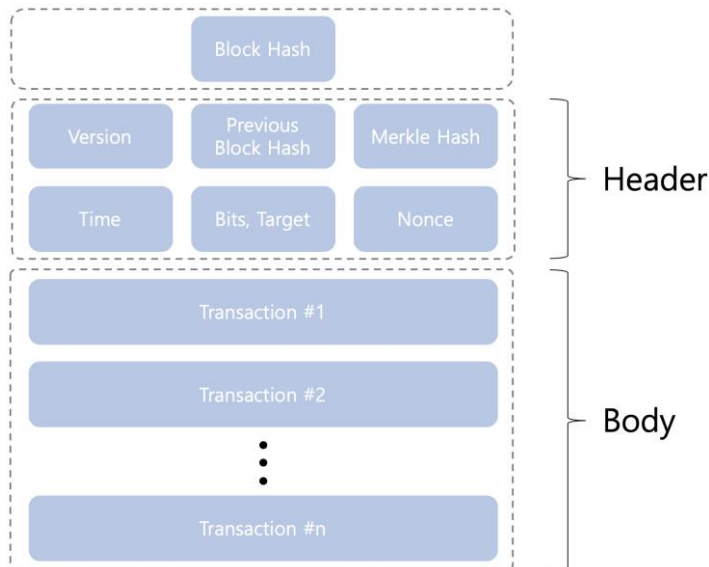 Block Hash
Version
Previous
Block Hash
Merkle Hash
Header
Time
Bits, Target
Nonce
Transaction #1
Transaction #2
Body
Transaction #n